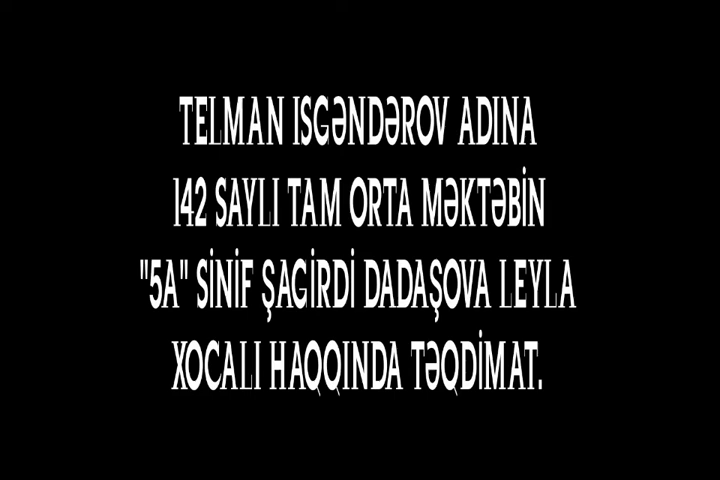 TELMAN ISGƏNDƏROV ADINA
142 SAYLI TAM ORTA MƏKTƏBİN
"5A" SİNİF ŞAGİRDİ DADAŞOVA LEYLA
XOCALI HAQQINDA TƏQDİMAT.